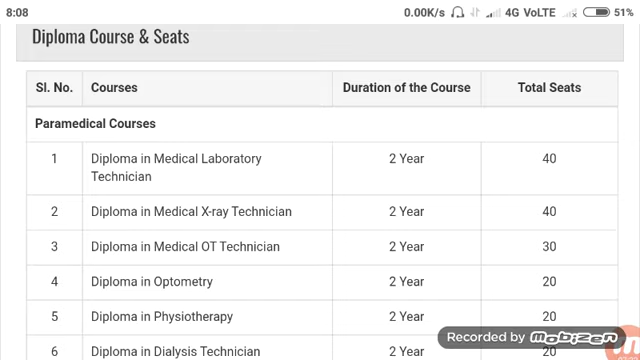 8:08 0.00K/s 4G VoLTE 51%
Diploma Course & Seats
Sl. No. Courses Duration of the Course Total Seats
Paramedical Courses
1 Diploma in Medical Laboratory Technician 2 Year 40
2 Diploma in Medical X-ray Technician 2 Year 40
3 Diploma in Medical OT Technician 2 Year 30
4 Diploma in Optometry 2 Year 20
5 Diploma in Physiotherapy 2 Year 20
Recorded by Mobizen
6 Diploma in Dialysis Technician 2 Year 20